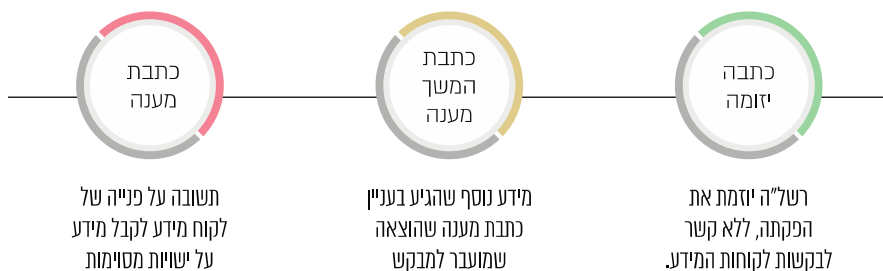 כתבה
יזומה
רשל"ה יוזמת את
הפקתה, ללא קשר
לבקשות לקוחות המידע.
כתבת
המשך
מענה
מידע נוסף שהגיע בעניין
כתבת מענה שהוצאה
שמועבר למבקש
כתבת
מענה
תשובה על פנייה של
לקוח מידע לקבל מידע
על ישויות מסוימות